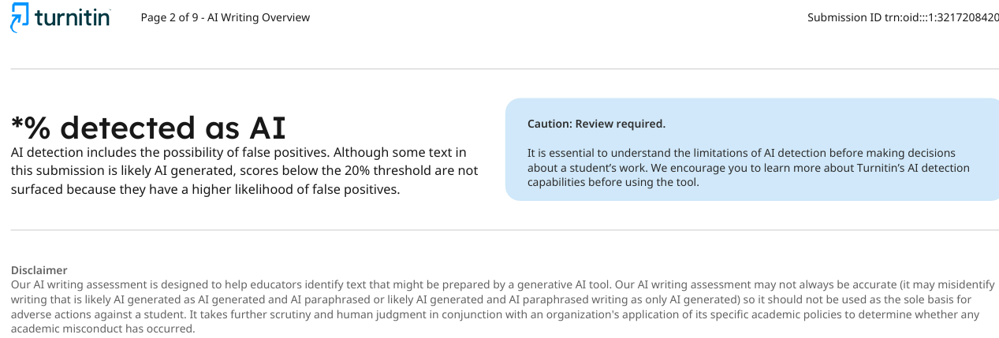 turnitin Page 2 of 9 - AI Writing Overview Submission ID trn:oid:::1:3217208420
*% detected as AI
AI detection includes the possibility of false positives. Although some text in
this submission is likely AI generated, scores below the 20% threshold are not
surfaced because they have a higher likelihood of false positives.
Caution: Review required.
It is essential to understand the limitations of AI detection before making decisions
about a student’s work. We encourage you to learn more about Turnitin’s AI detection
capabilities before using the tool.
Disclaimer
Our AI writing assessment is designed to help educators identify text that might be prepared by a generative AI tool. Our AI writing assessment may not always be accurate (it may misidentify
writing that is likely AI generated as AI generated and AI paraphrased or likely AI generated and AI paraphrased writing as only AI generated) so it should not be used as the sole basis for
adverse actions against a student. It takes further scrutiny and human judgment in conjunction with an organization's application of its specific academic policies to determine whether any
academic misconduct has occurred.